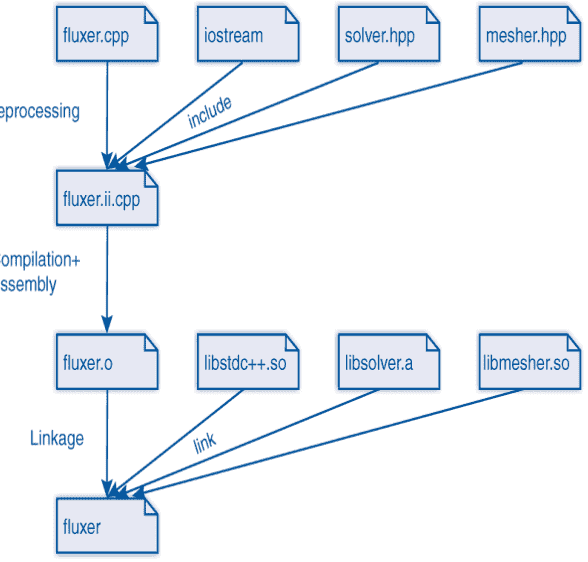 fluxer.cpp
iostream
solver.hpp
mesher.hpp
eprocessing
include
fluxer.ii.cpp
ompilation+
ssembly
fluxer.o
libstdc++.so
libsolver.a
libmesher.so
Linkage
link
fluxer